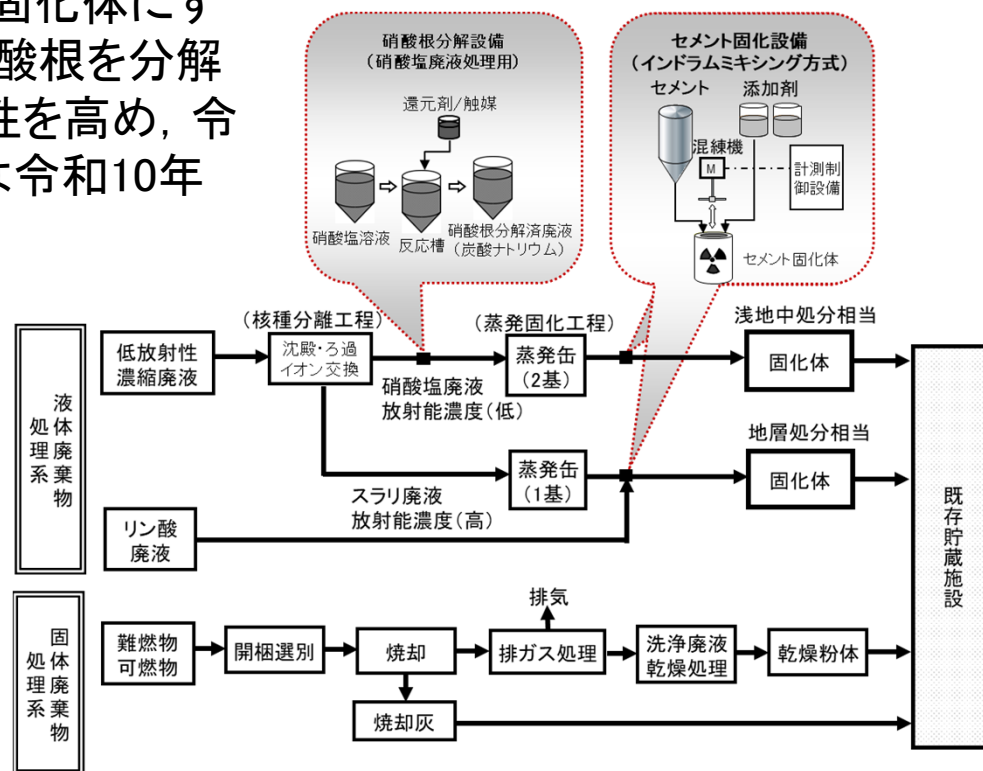 固化体にす
酸根を分解
性を高め，令
令和10年
硝酸根分解設備
（硝酸塩廃液処理用）
還元剤/触媒
硝酸塩溶液
反応槽
硝酸根分解済廃液
（炭酸ナトリウム）
セメント固化設備
（インドラムミキシング方式）
セメント
添加剤
混練機
M
計測制
御設備
セメント固化体
液体廃棄物
処理系
低放射性
濃縮廃液
（核種分離工程）
沈殿・ろ過
イオン交換
硝酸塩廃液
放射能濃度（低）
（蒸発固化工程）
蒸発缶
（2基）
浅地中処分相当
固化体
スラリ廃液
放射能濃度（高）
蒸発缶
（1基）
地層処分相当
固化体
リン酸
廃液
既存貯蔵施設
固体廃棄物
処理系
難燃物
可燃物
開梱選別
焼却
排気
排ガス処理
洗浄廃液
乾燥処理
乾燥粉体
焼却灰